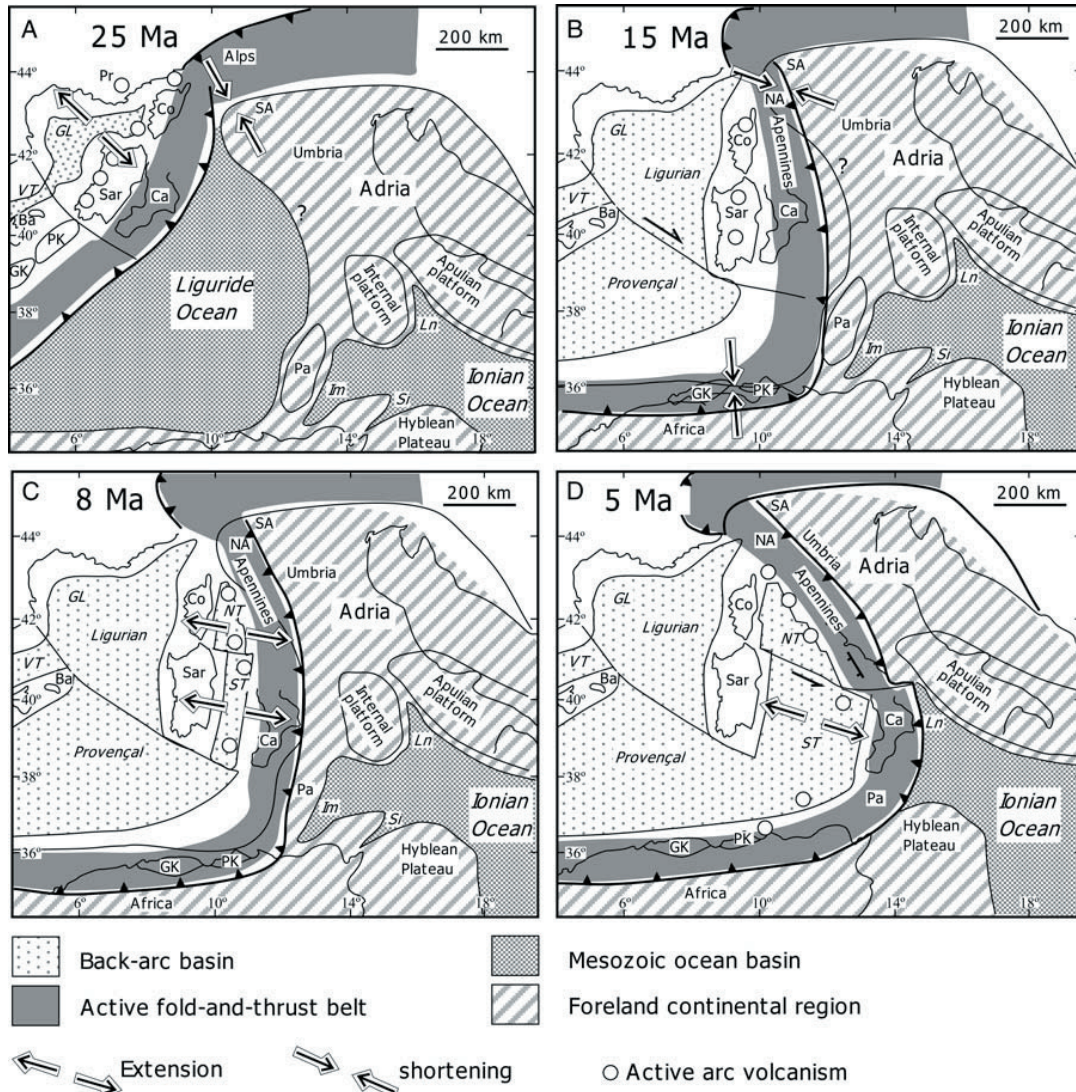 A
25 Ma
200 km
Alps
44°
Pr
Co
SA
GL
Umbria
42°
Adria
Sar
VT
Ca
?
Ba
40°
PK
GK
Liguride
Ocean
Internal
platform
Apulian
platform
38°
Ln
Pa
Ionian
Ocean
36°
Im
Si
Hyblean
Plateau
6°
10°
14°
18°
B
15 Ma
200 km
SA
44°
NA
GL
Apennines
Umbria
42°
Co
Ligurian
Adria
?
VT
Sar
Ca
Ba
40°
Internal
platform
Apulian
platform
Provençal
38°
Ln
Pa
Ionian
Ocean
Im
Si
36°
GK
PK
Hyblean
Plateau
Africa
6°
10°
14°
18°
C
8 Ma
200 km
SA
44°
NA
Umbria
GL
Apennines
Co
NT
42°
Ligurian
Adria
VT
Sar
ST
Ba
40°
Ca
Internal
platform
Apulian
platform
Provençal
Ln
38°
Pa
Im
Ionian
Ocean
Si
36°
GK
PK
Hyblean
Plateau
Africa
6°
10°
14°
18°
D
5 Ma
200 km
SA
44°
NA
Umbria
GL
Apennines
Adria
Co
42°
Ligurian
NT
VT
Sar
Ba
40°
Apulian
platform
Ca
Ln
ST
Provençal
38°
Pa
Ionian
Ocean
36°
GK
PK
Hyblean
Plateau
Africa
6°
10°
14°
18°
Back-arc basin
Mesozoic ocean basin
Active fold-and-thrust belt
Foreland continental region
Extension
shortening
Active arc volcanism